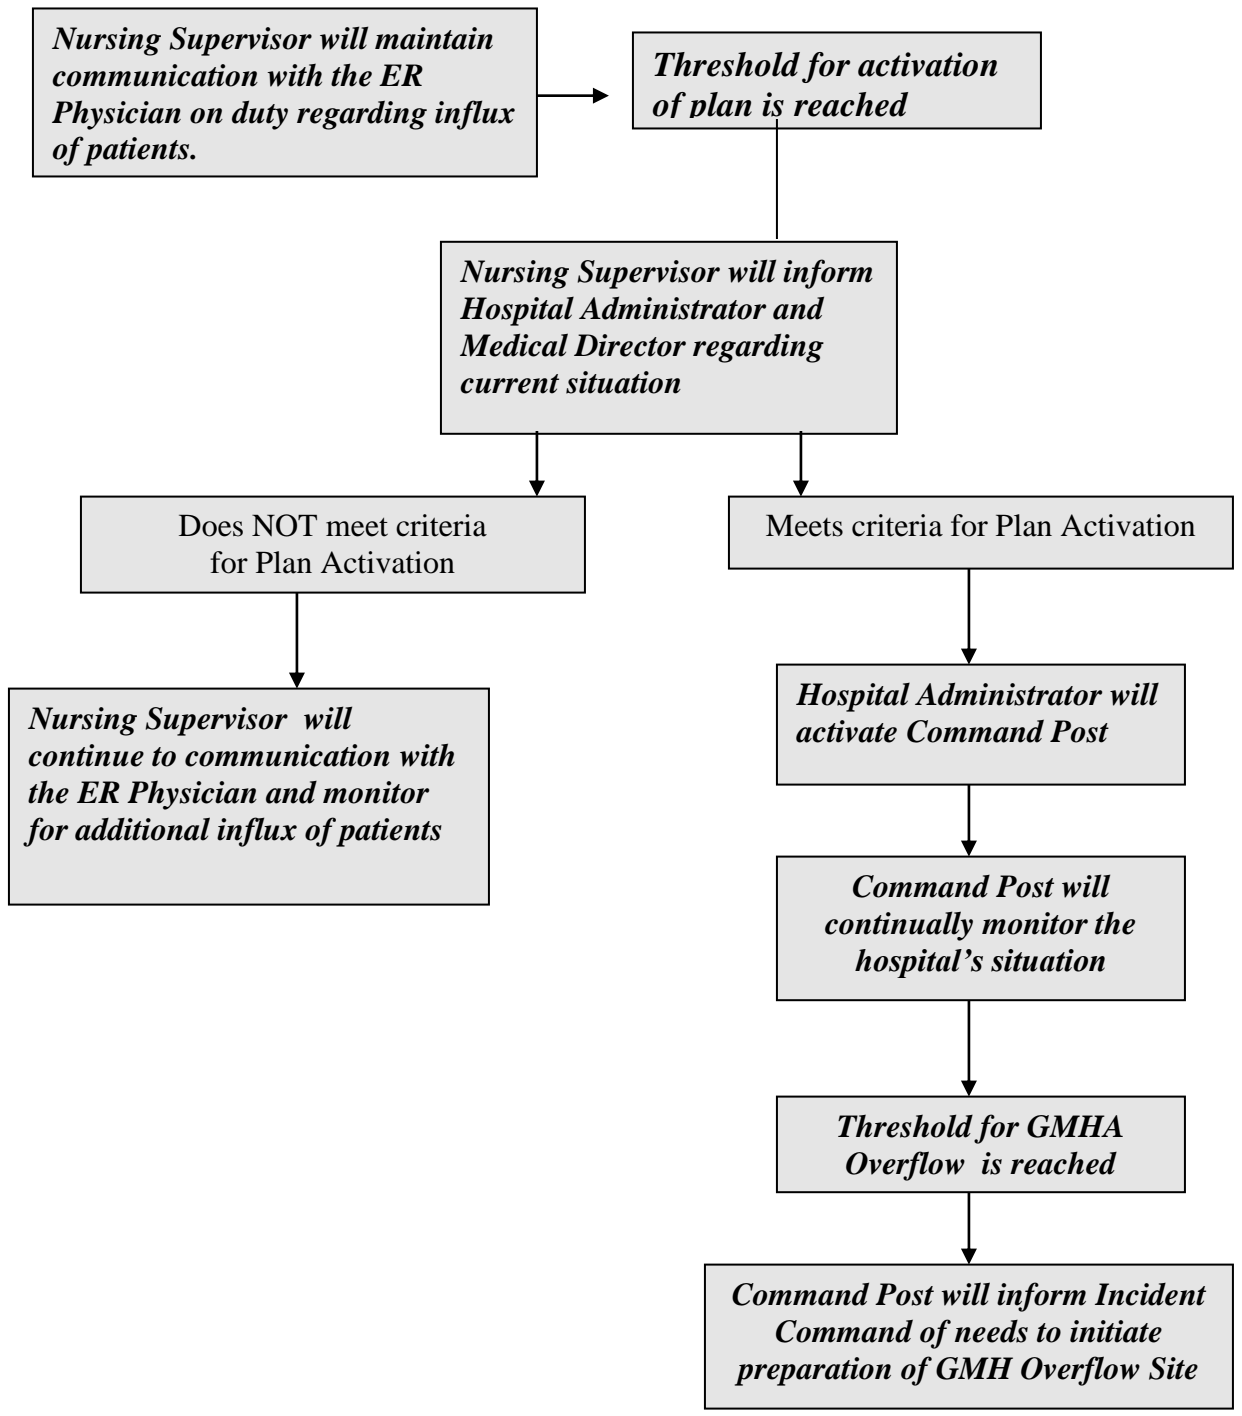 Nursing Supervisor will maintain
communication with the ER
Physician on duty regarding influx
of patients.
Threshold for activation
of plan is reached
Nursing Supervisor will inform
Hospital Administrator and
Medical Director regarding
current situation
Does NOT meet criteria
for Plan Activation
Meets criteria for Plan Activation
Nursing Supervisor  will
continue to communication with
the ER Physician and monitor
for additional influx of patients
Hospital Administrator will
activate Command Post
Command Post will
continually monitor the
hospital’s situation
Threshold for GMHA
Overflow  is reached
Command Post will inform Incident
Command of needs to initiate
preparation of GMH Overflow Site